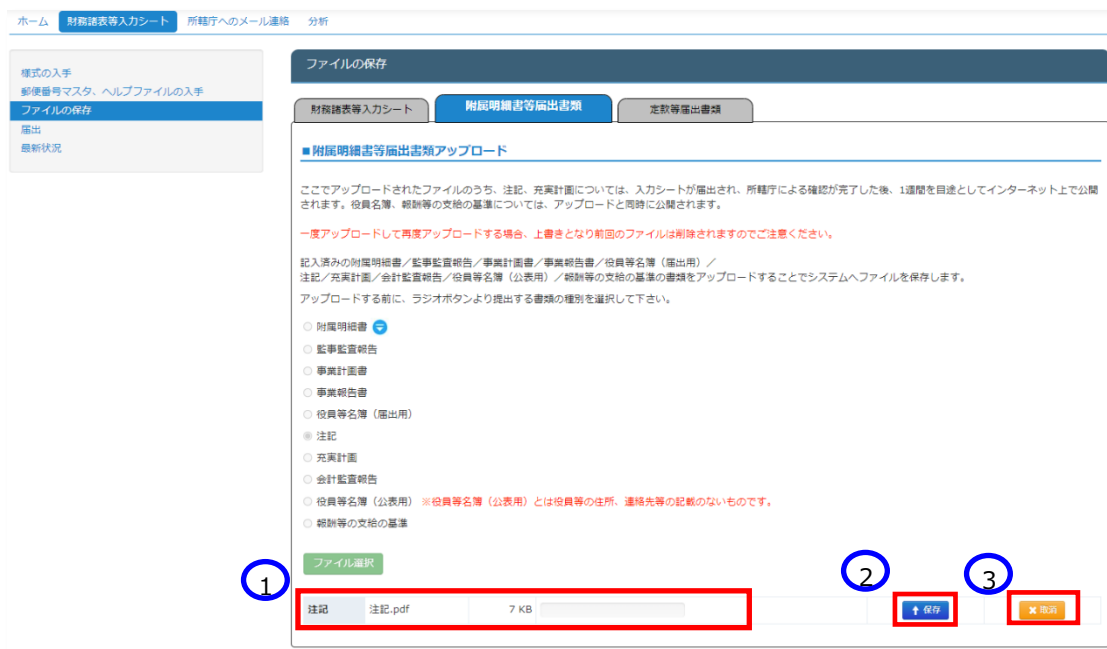 ホーム 財務諸表等入力シート 所轄庁へのメール連絡 分析
様式の入手
郵便番号マスタ、ヘルプファイルの入手
ファイルの保存
届出
最新状況
ファイルの保存
財務諸表等入力シート 附属明細書等届出書類 定款等届出書類
■附属明細書等届出書類アップロード
ここでアップロードされたファイルのうち、注記、充実計画については、入力シートが届出され、所轄庁による確認が完了した後、1週間を目途としてインターネット上で公開
されます。役員名簿、報酬等の支給の基準については、アップロードと同時に公開されます。
一度アップロードして再度アップロードする場合、上書きとなり前回のファイルは削除されますのでご注意ください。
記入済みの附属明細書／監事監査報告／事業計画書／事業報告書／役員等名簿（届出用）／
注記／充実計画／会計監査報告／役員等名簿（公表用）／報酬等の支給の基準の書類をアップロードすることでシステムへファイルを保存します。
アップロードする前に、ラジオボタンより提出する書類の種別を選択して下さい。
附属明細書
監事監査報告
事業計画書
事業報告書
役員等名簿（届出用）
注記
充実計画
会計監査報告
役員等名簿（公表用） ※役員等名簿（公表用）とは役員等の住所、連絡先等の記載のないものです。
報酬等の支給の基準
ファイル選択
1 2 3
注記 注記.pdf 7 KB 保存 取消